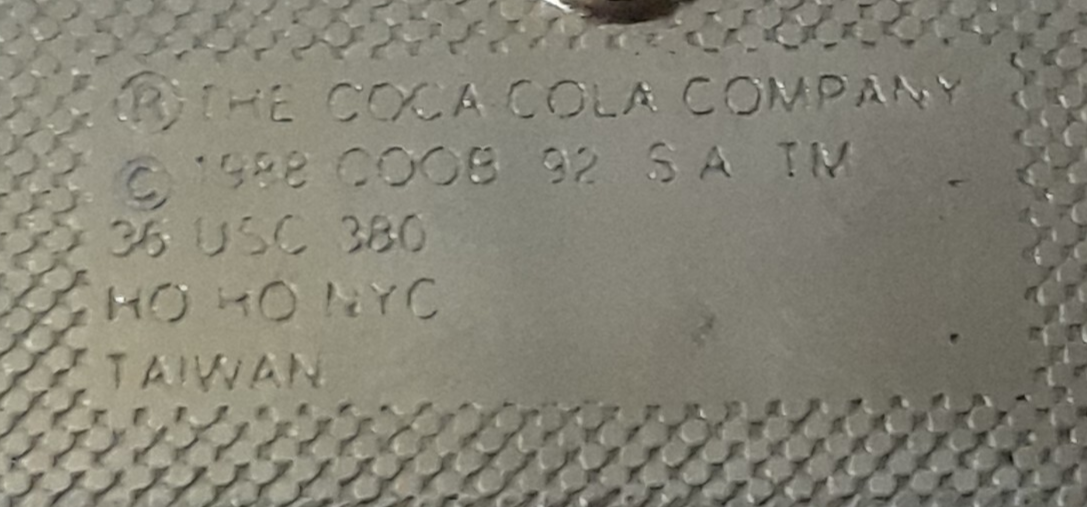 ® THE COCA COLA COMPANY
© 1988 COOB 92 S A TM
36 USC 380
HO HO NYC
TAIWAN